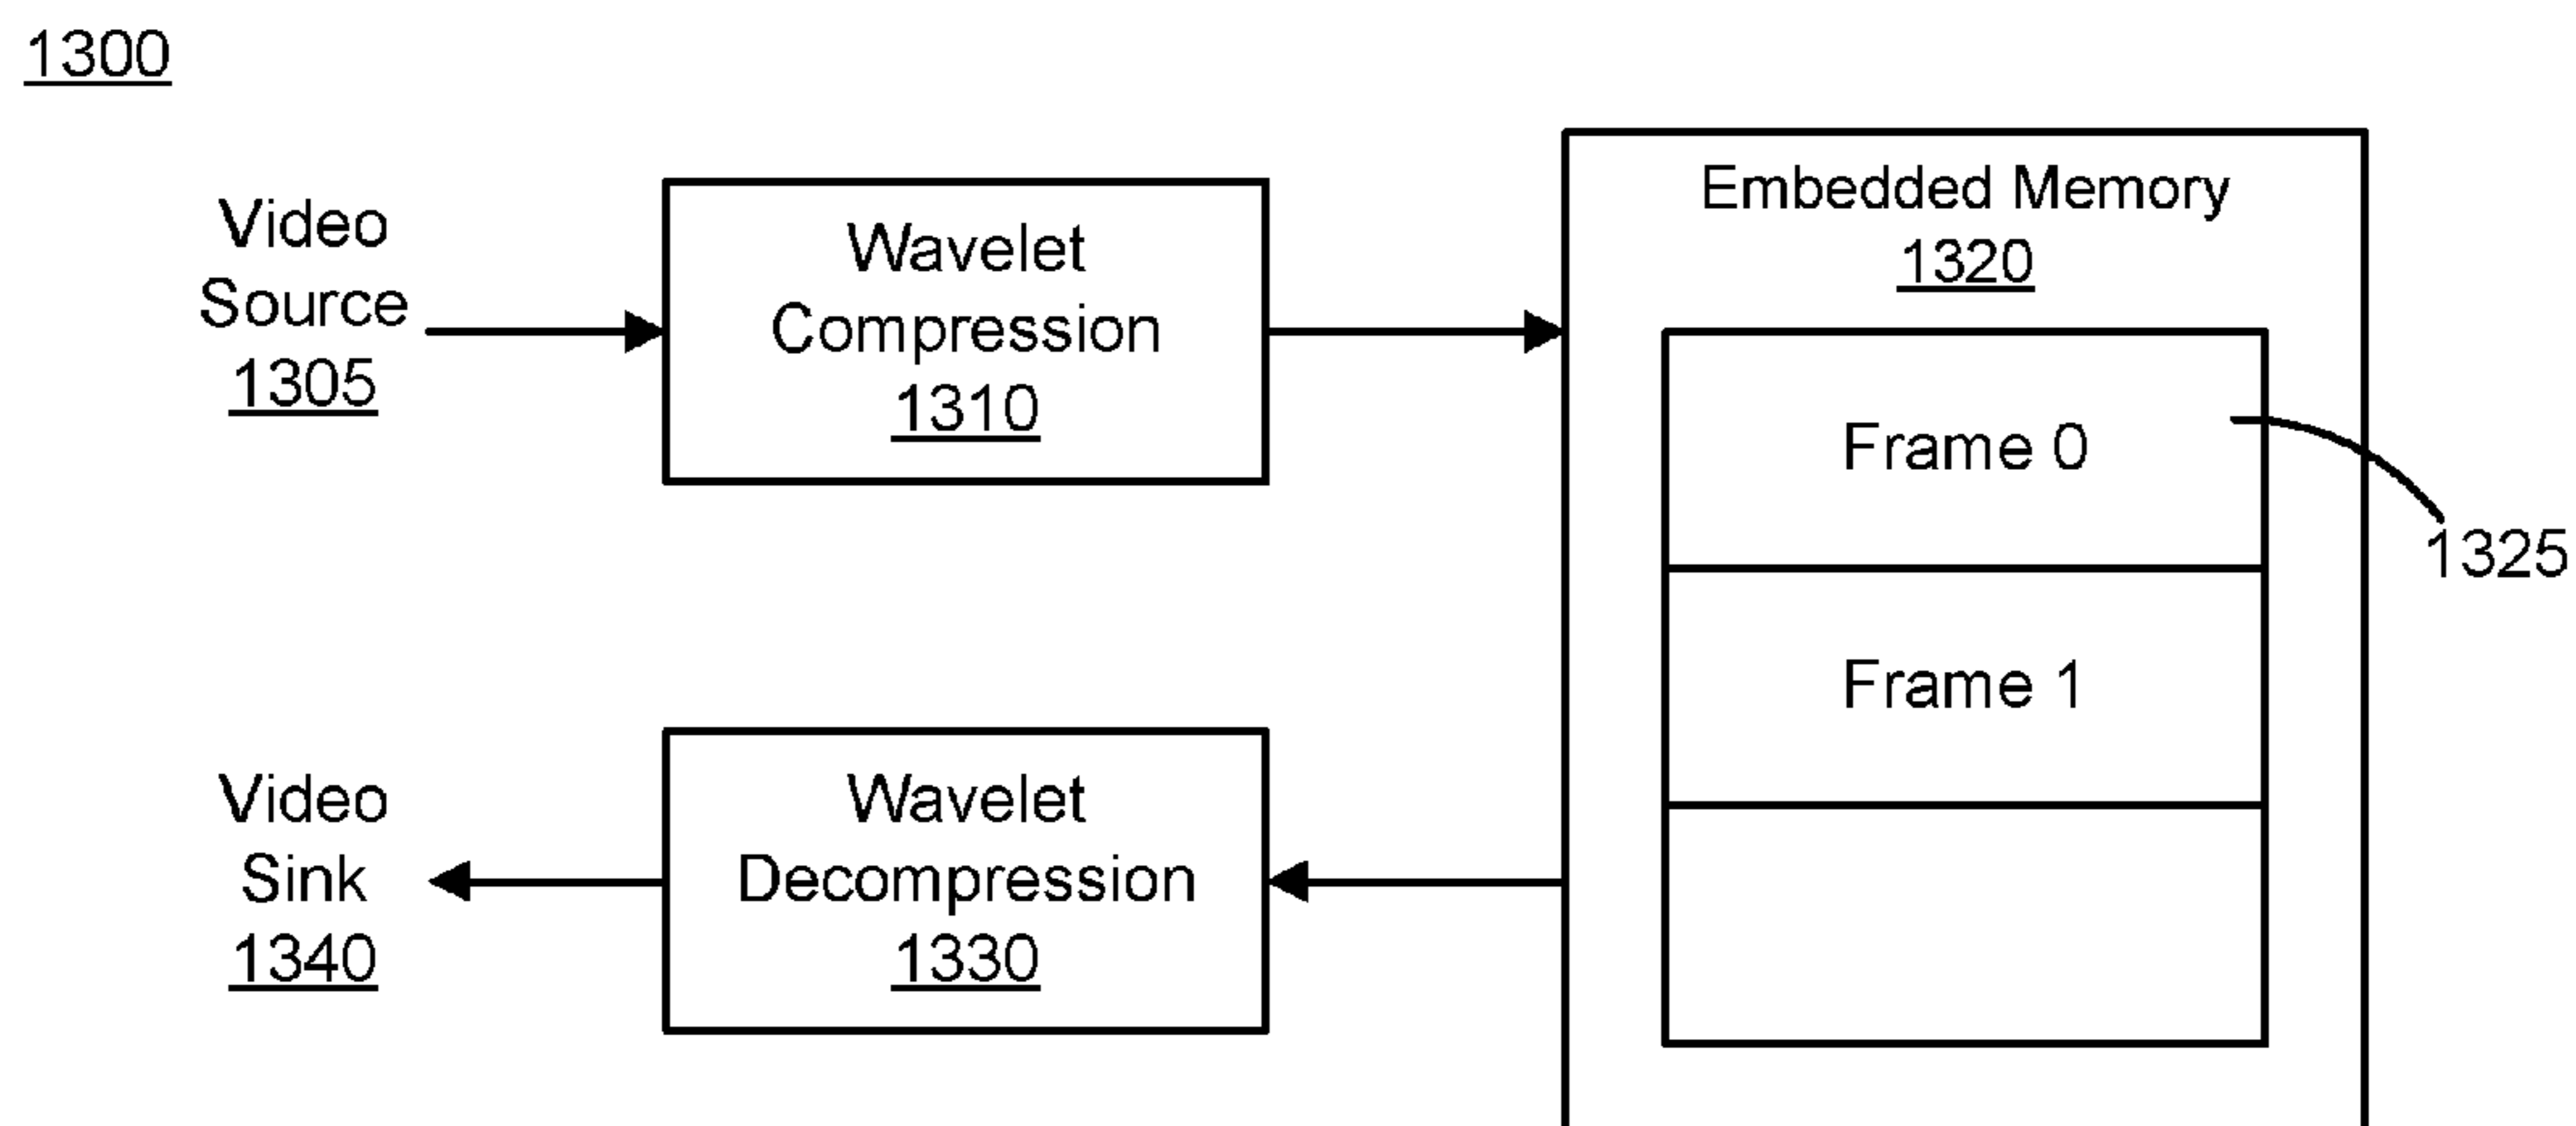 1300
Video
Source
1305
Wavelet
Compression
1310
Embedded Memory
1320
Frame 0
1325
Frame 1
Video
Sink
1340
Wavelet
Decompression
1330